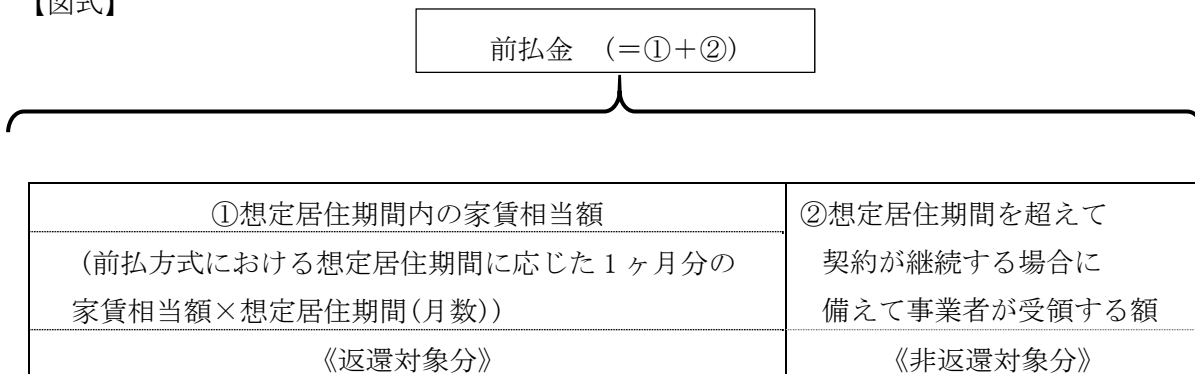 【図式】
前払金 (=①+②)
①想定居住期間内の家賃相当額
(前払方式における想定居住期間に応じた1ヶ月分の
家賃相当額×想定居住期間(月数))
《返還対象分》
②想定居住期間を超えて
契約が継続する場合に
備えて事業者が受領する額
《非返還対象分》